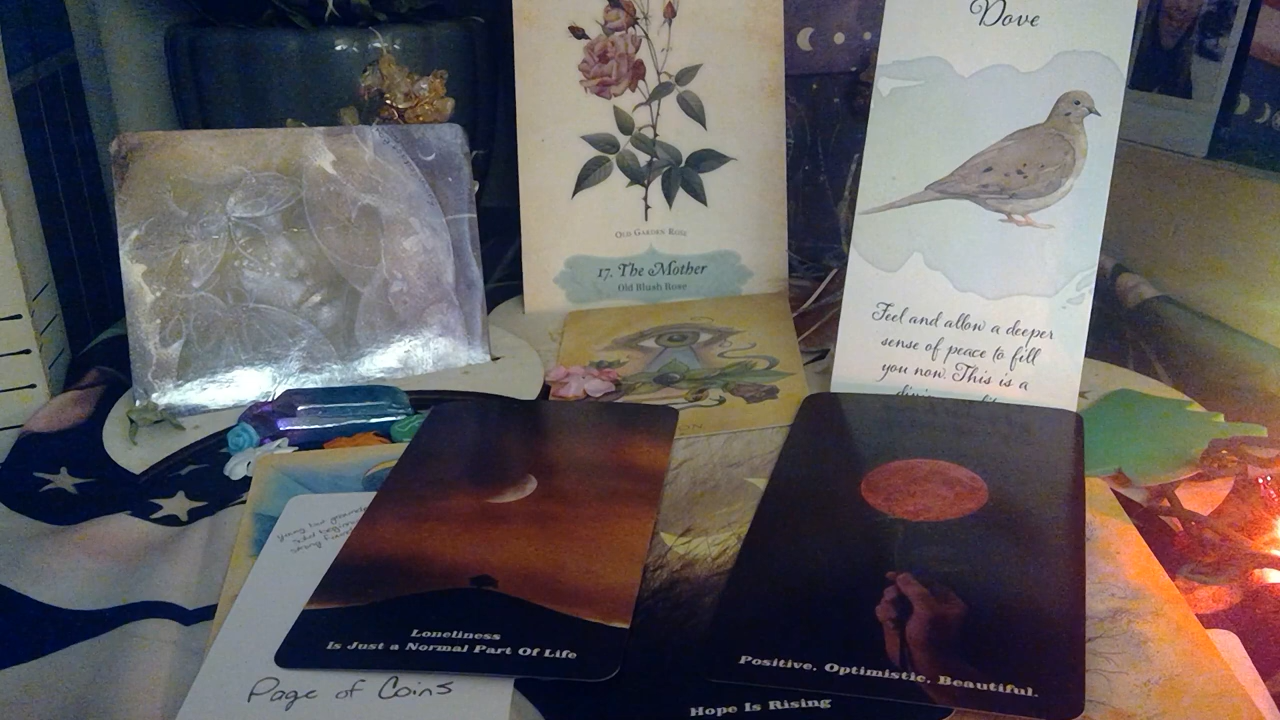 Dove
Old Garden Rose
17. The Mother
Old Blush Rose
Feel and allow a deeper
sense of peace to fill
you now. This is a
Loneliness
Is Just a Normal Part Of Life
Positive. Optimistic. Beautiful.
Page of Coins
Hope Is Rising